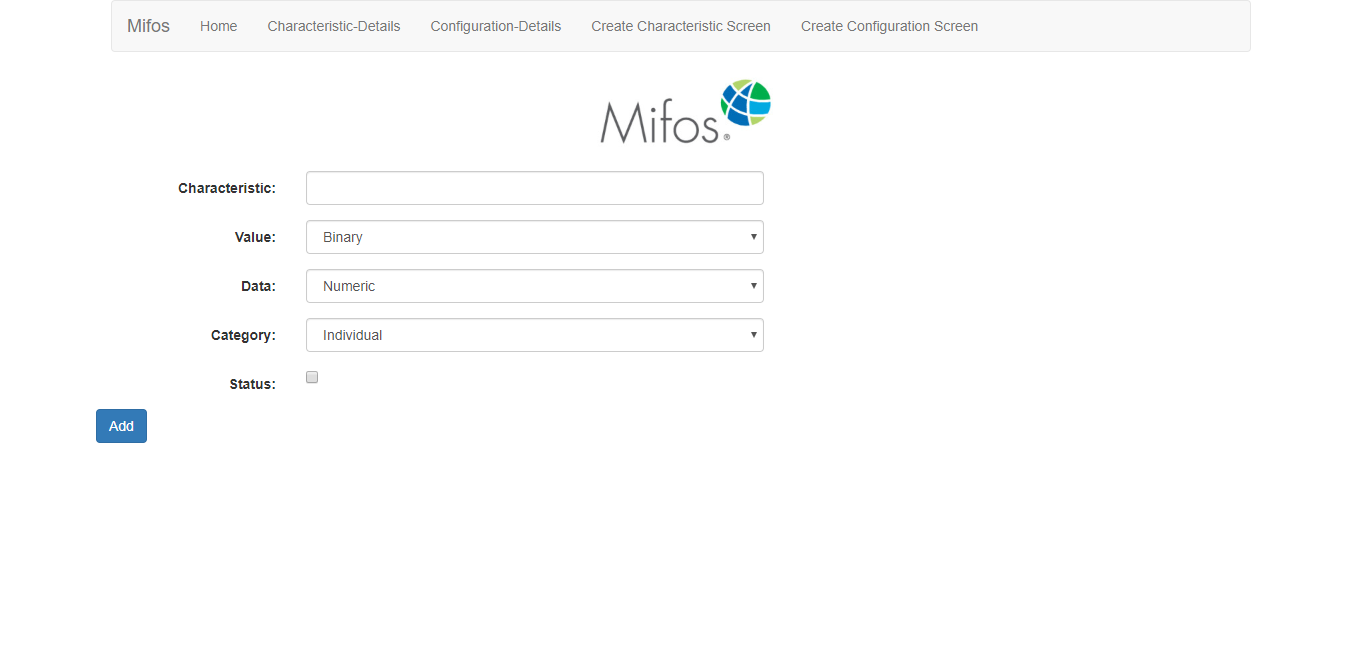 Mifos Home Characteristic-Details Configuration-Details Create Characteristic Screen Create Configuration Screen
Mifos®
Characteristic:
Value: Binary
Data: Numeric
Category: Individual
Status:
Add